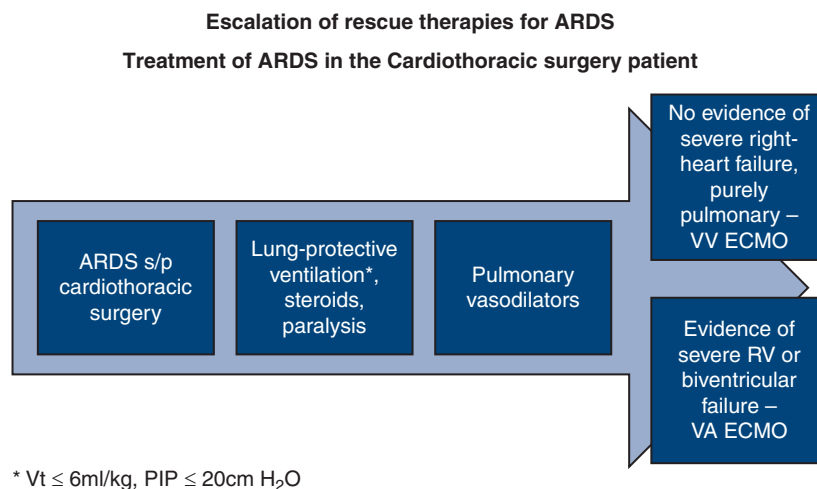 Escalation of rescue therapies for ARDS
Treatment of ARDS in the Cardiothoracic surgery patient
ARDS s/p
cardiothoracic
surgery
Lung-protective
ventilation*,
steroids,
paralysis
Pulmonary
vasodilators
No evidence of
severe right-
heart failure,
purely
pulmonary –
VV ECMO
Evidence of
severe RV or
biventricular
failure –
VA ECMO
* Vt ≤ 6ml/kg, PIP ≤ 20cm H₂O